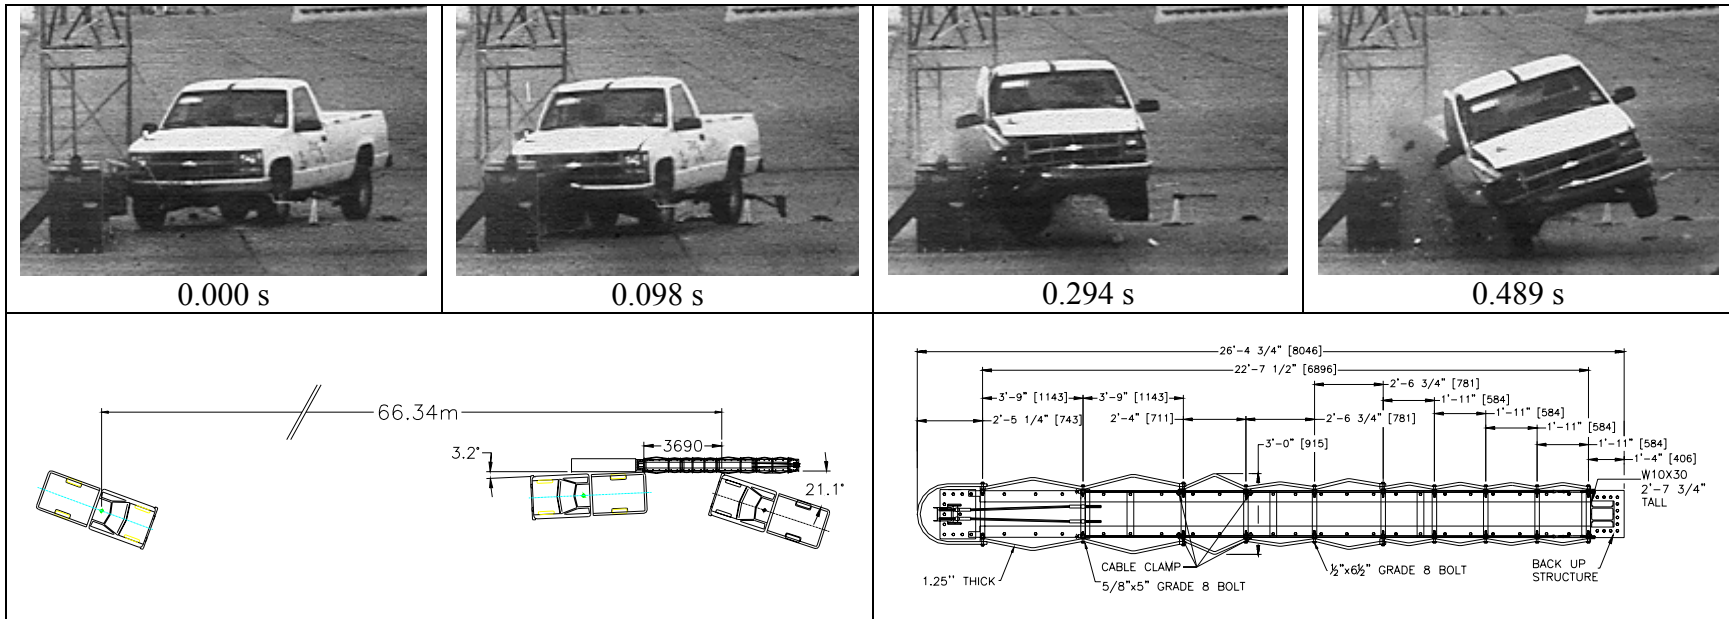 0.000 s
0.098 s
0.294 s
0.489 s
66.34m
3.2°
3690
21.1°
26'-4 3/4" [8046]
22'-7 1/2" [6896]
2'-6 3/4" [781]
3'-9" [1143]
3'-9" [1143]
1'-11" [584]
2'-5 1/4" [743]
2'-4" [711]
2'-6 3/4" [781]
1'-11" [584]
1'-11" [584]
3'-0" [915]
1'-11" [584]
1'-4" [406]
W10X30
2'-7 3/4"
TALL
CABLE CLAMP
½"x6½" GRADE 8 BOLT
BACK UP
STRUCTURE
1.25" THICK
5/8"x5" GRADE 8 BOLT